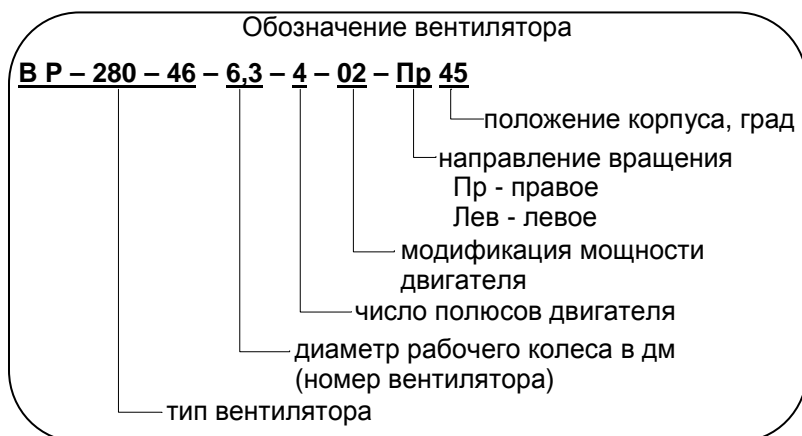 Обозначение вентилятора
В Р – 280 – 46 – 6,3 – 4 – 02 – Пр 45
положение корпуса, град
направление вращения
Пр - правое
Лев - левое
модификация мощности
двигателя
число полюсов двигателя
диаметр рабочего колеса в дм
(номер вентилятора)
тип вентилятора